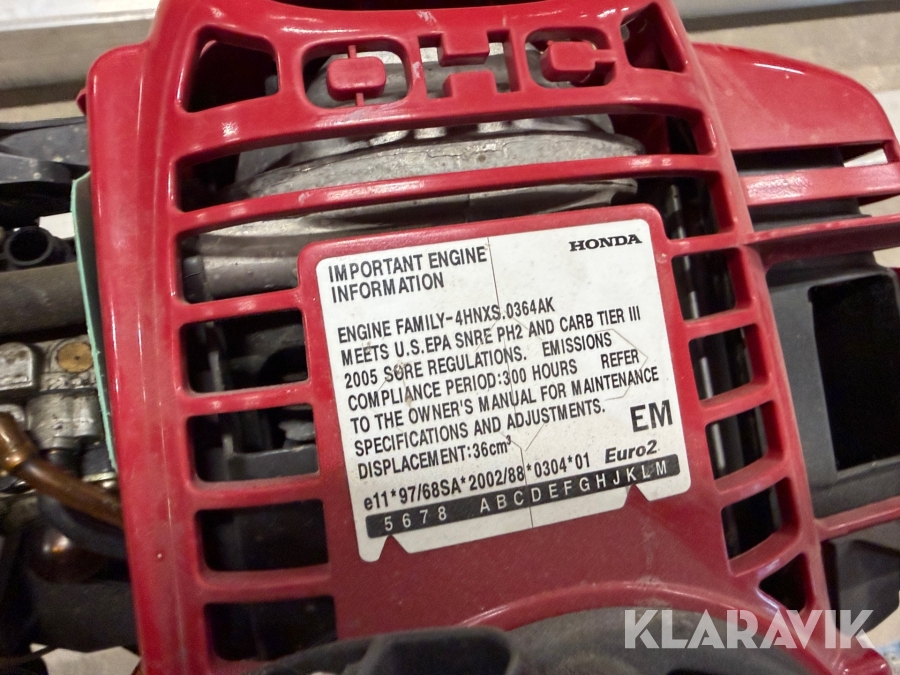 OHC
HONDA
IMPORTANT ENGINE
INFORMATION
ENGINE FAMILY-4HNXS.0364AK
MEETS U.S.EPA SNRE PH2 AND CARB TIER III
2005 SORE REGULATIONS. EMISSIONS
COMPLIANCE PERIOD:300 HOURS REFER
TO THE OWNER'S MANUAL FOR MAINTENANCE
SPECIFICATIONS AND ADJUSTMENTS.
DISPLACEMENT:36cm³
EM
e11*97/68SA*2002/88*0304*01 Euro2
5678 ABCDEFGHJKLM
KLARAVIK